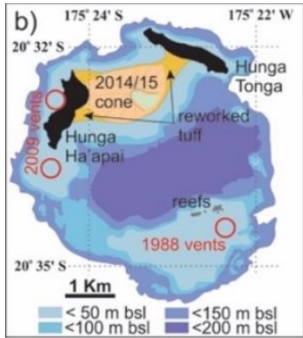 b)
175° 24' W
175° 22' W
20° 32' S
2014/15
cone
Hunga
Tonga
2009 vents
Hunga
Ha'apai
reworked
tuff
reefs
1988 vents
20° 35' S
1 Km
< 50 m bsl
<150 m bsl
<100 m bsl
<200 m bsl